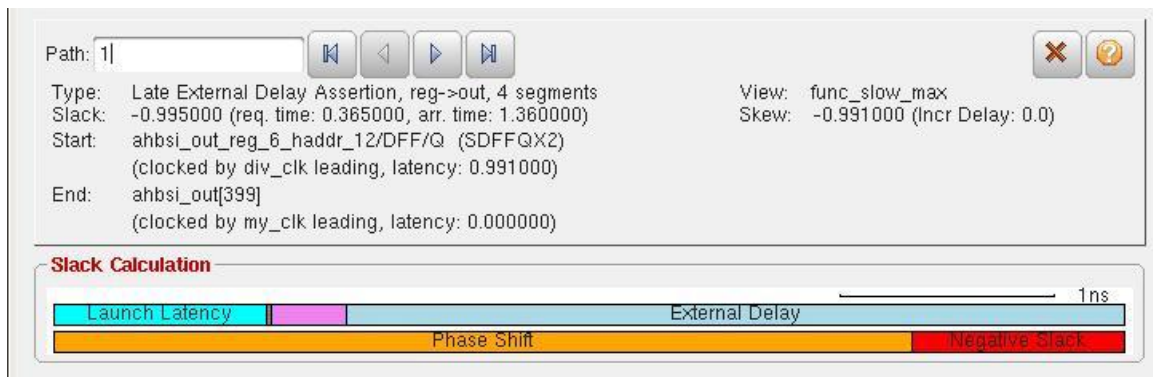 Path: 1
Type: Late External Delay Assertion, reg->out, 4 segments View: func_slow_max
Slack: -0.995000 (req. time: 0.365000, arr. time: 1.360000) Skew: -0.991000 (Incr Delay: 0.0)
Start: ahbsi_out_reg_6_haddr_12/DFF/Q (SDFFQX2)
(clocked by div_clk leading, latency: 0.991000)
End: ahbsi_out[399]
(clocked by my_clk leading, latency: 0.000000)
Slack Calculation
1ns
Launch Latency External Delay
Phase Shift Negative Slack